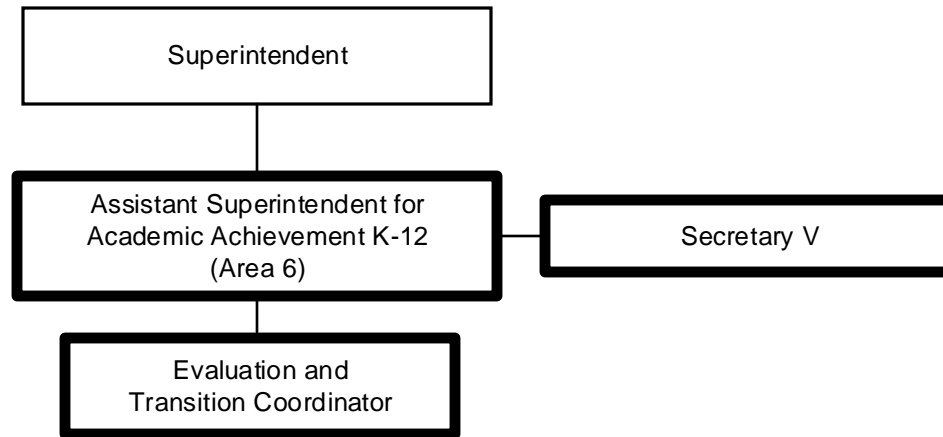 Superintendent
Assistant Superintendent for
Academic Achievement K-12
(Area 6)
Secretary V
Evaluation and
Transition Coordinator